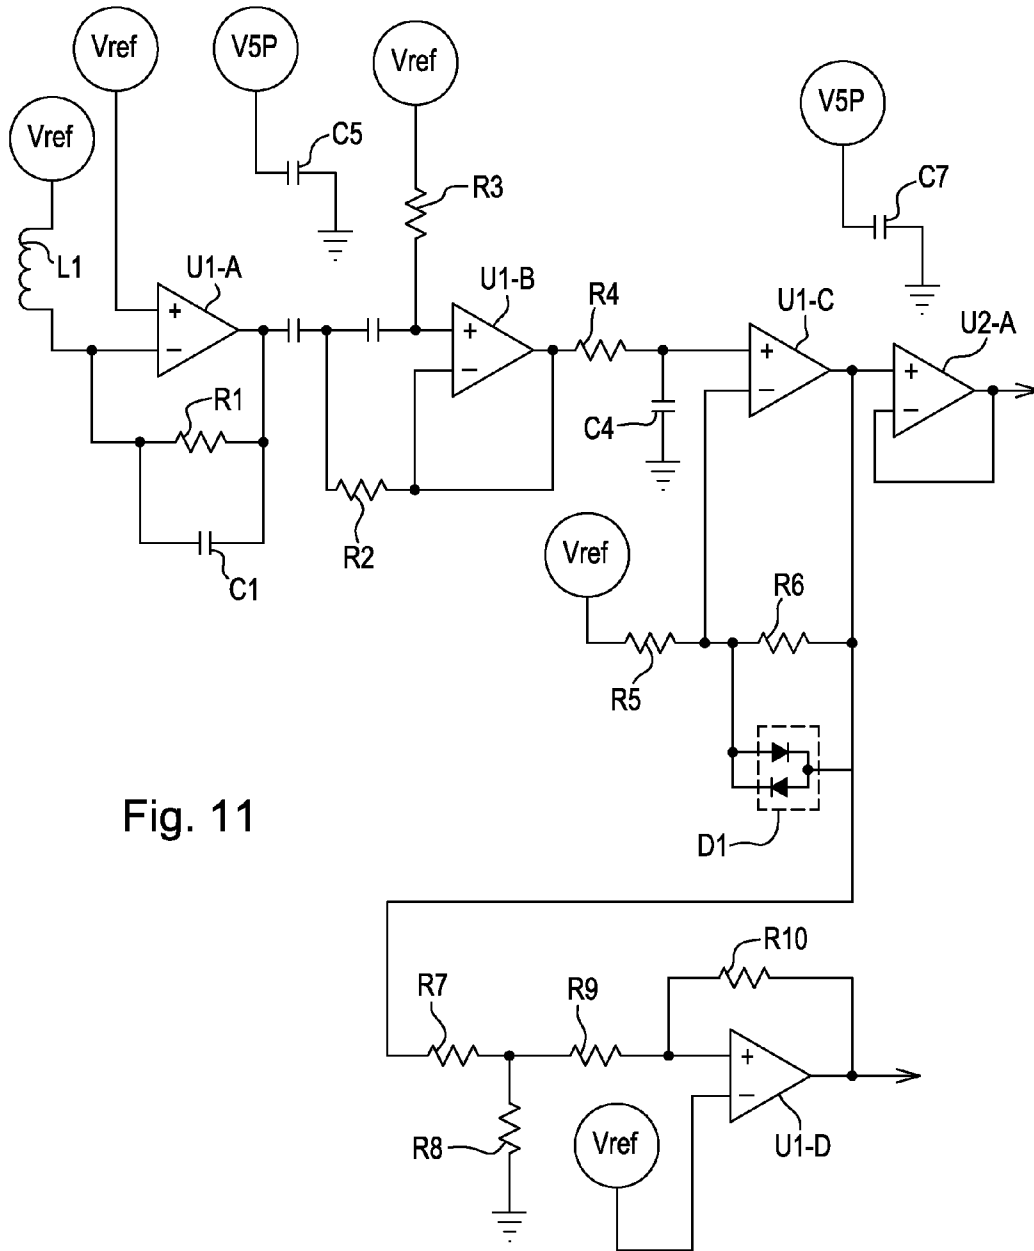 Vref
V5P
Vref
V5P
Vref
C5
R3
C7
L1
U1-A
U1-B
R4
U1-C
U2-A
+
−
+
−
+
−
+
−
R1
C4
R2
C1
Vref
R6
R5
D1
Fig. 11
R10
R7
R9
+
−
R8
Vref
U1-D